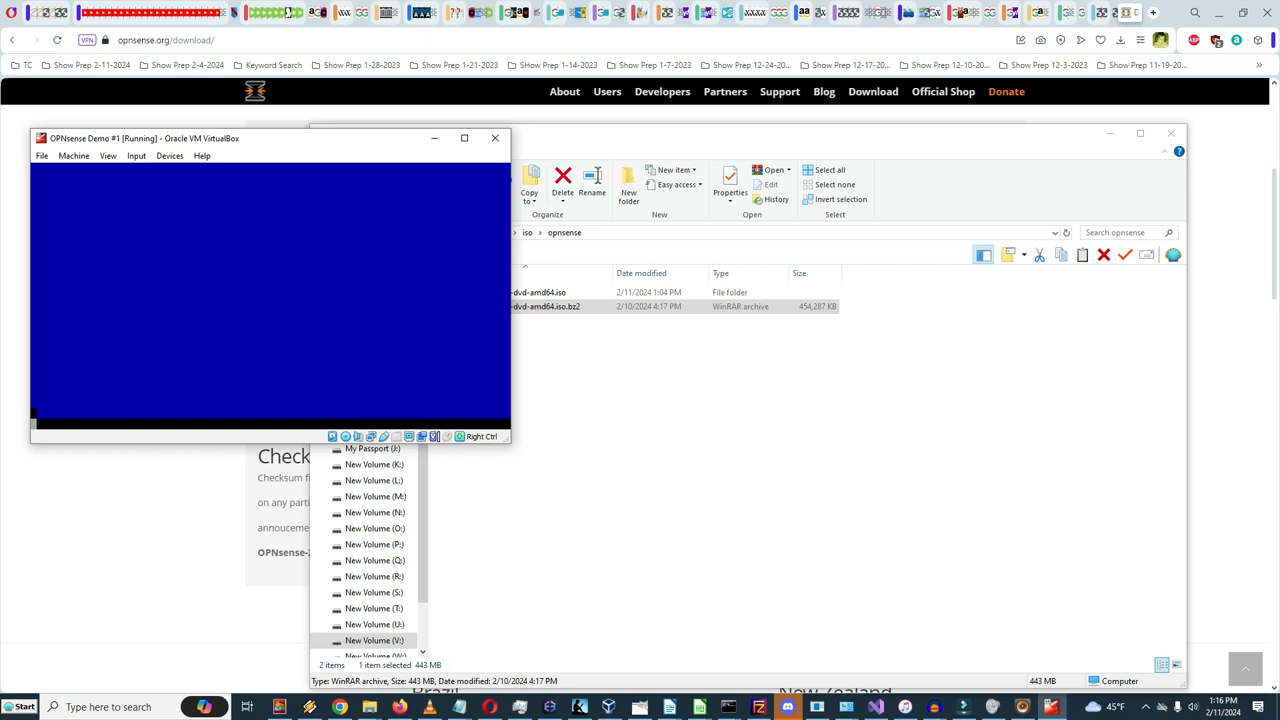 VPN opnsense.org/download/
TC Show Prep 2-11-2024 Show Prep 2-4-2024 Keyword Search Show Prep 1-28-2023 Show Prep 1-21-2023 SHow Prep 1-14-2023 Show Prep 1-7-2023 Show Prep 12-24-20... Show Prep 12-17-20... Show Prep 12-10-20... Show Prep 12-3-2023 Show Prep 11-19-20... »
About Users Developers Partners Support Blog Download Official Shop Donate
OPNsense Demo #1 [Running] - Oracle VM VirtualBox
File Machine View Input Devices Help
Copy to Delete Rename New folder New item Easy access Properties Open Edit History Select all Select none Invert selection
Organize New Open Select
iso opnsense Search opnsense
Date modified Type Size
-dvd-amd64.iso 2/11/2024 1:04 PM File folder
-dvd-amd64.iso.bz2 2/10/2024 4:17 PM WinRAR archive 454,287 KB
Right Ctrl
My Passport (J:)
New Volume (K:)
New Volume (L:)
New Volume (M:)
New Volume (N:)
New Volume (O:)
New Volume (P:)
New Volume (Q:)
New Volume (R:)
New Volume (S:)
New Volume (T:)
New Volume (U:)
New Volume (V:)
New Volume (W:)
Check
Checksum fi
on any parti
annouceme
OPNsense-2
2 items 1 item selected 443 MB
Type: WinRAR archive, Size: 443 MB, Date modified: 2/10/2024 4:17 PM 443 MB Computer
Brazil New Zealand
Start Type here to search 45°F 1:16 PM
2/11/2024